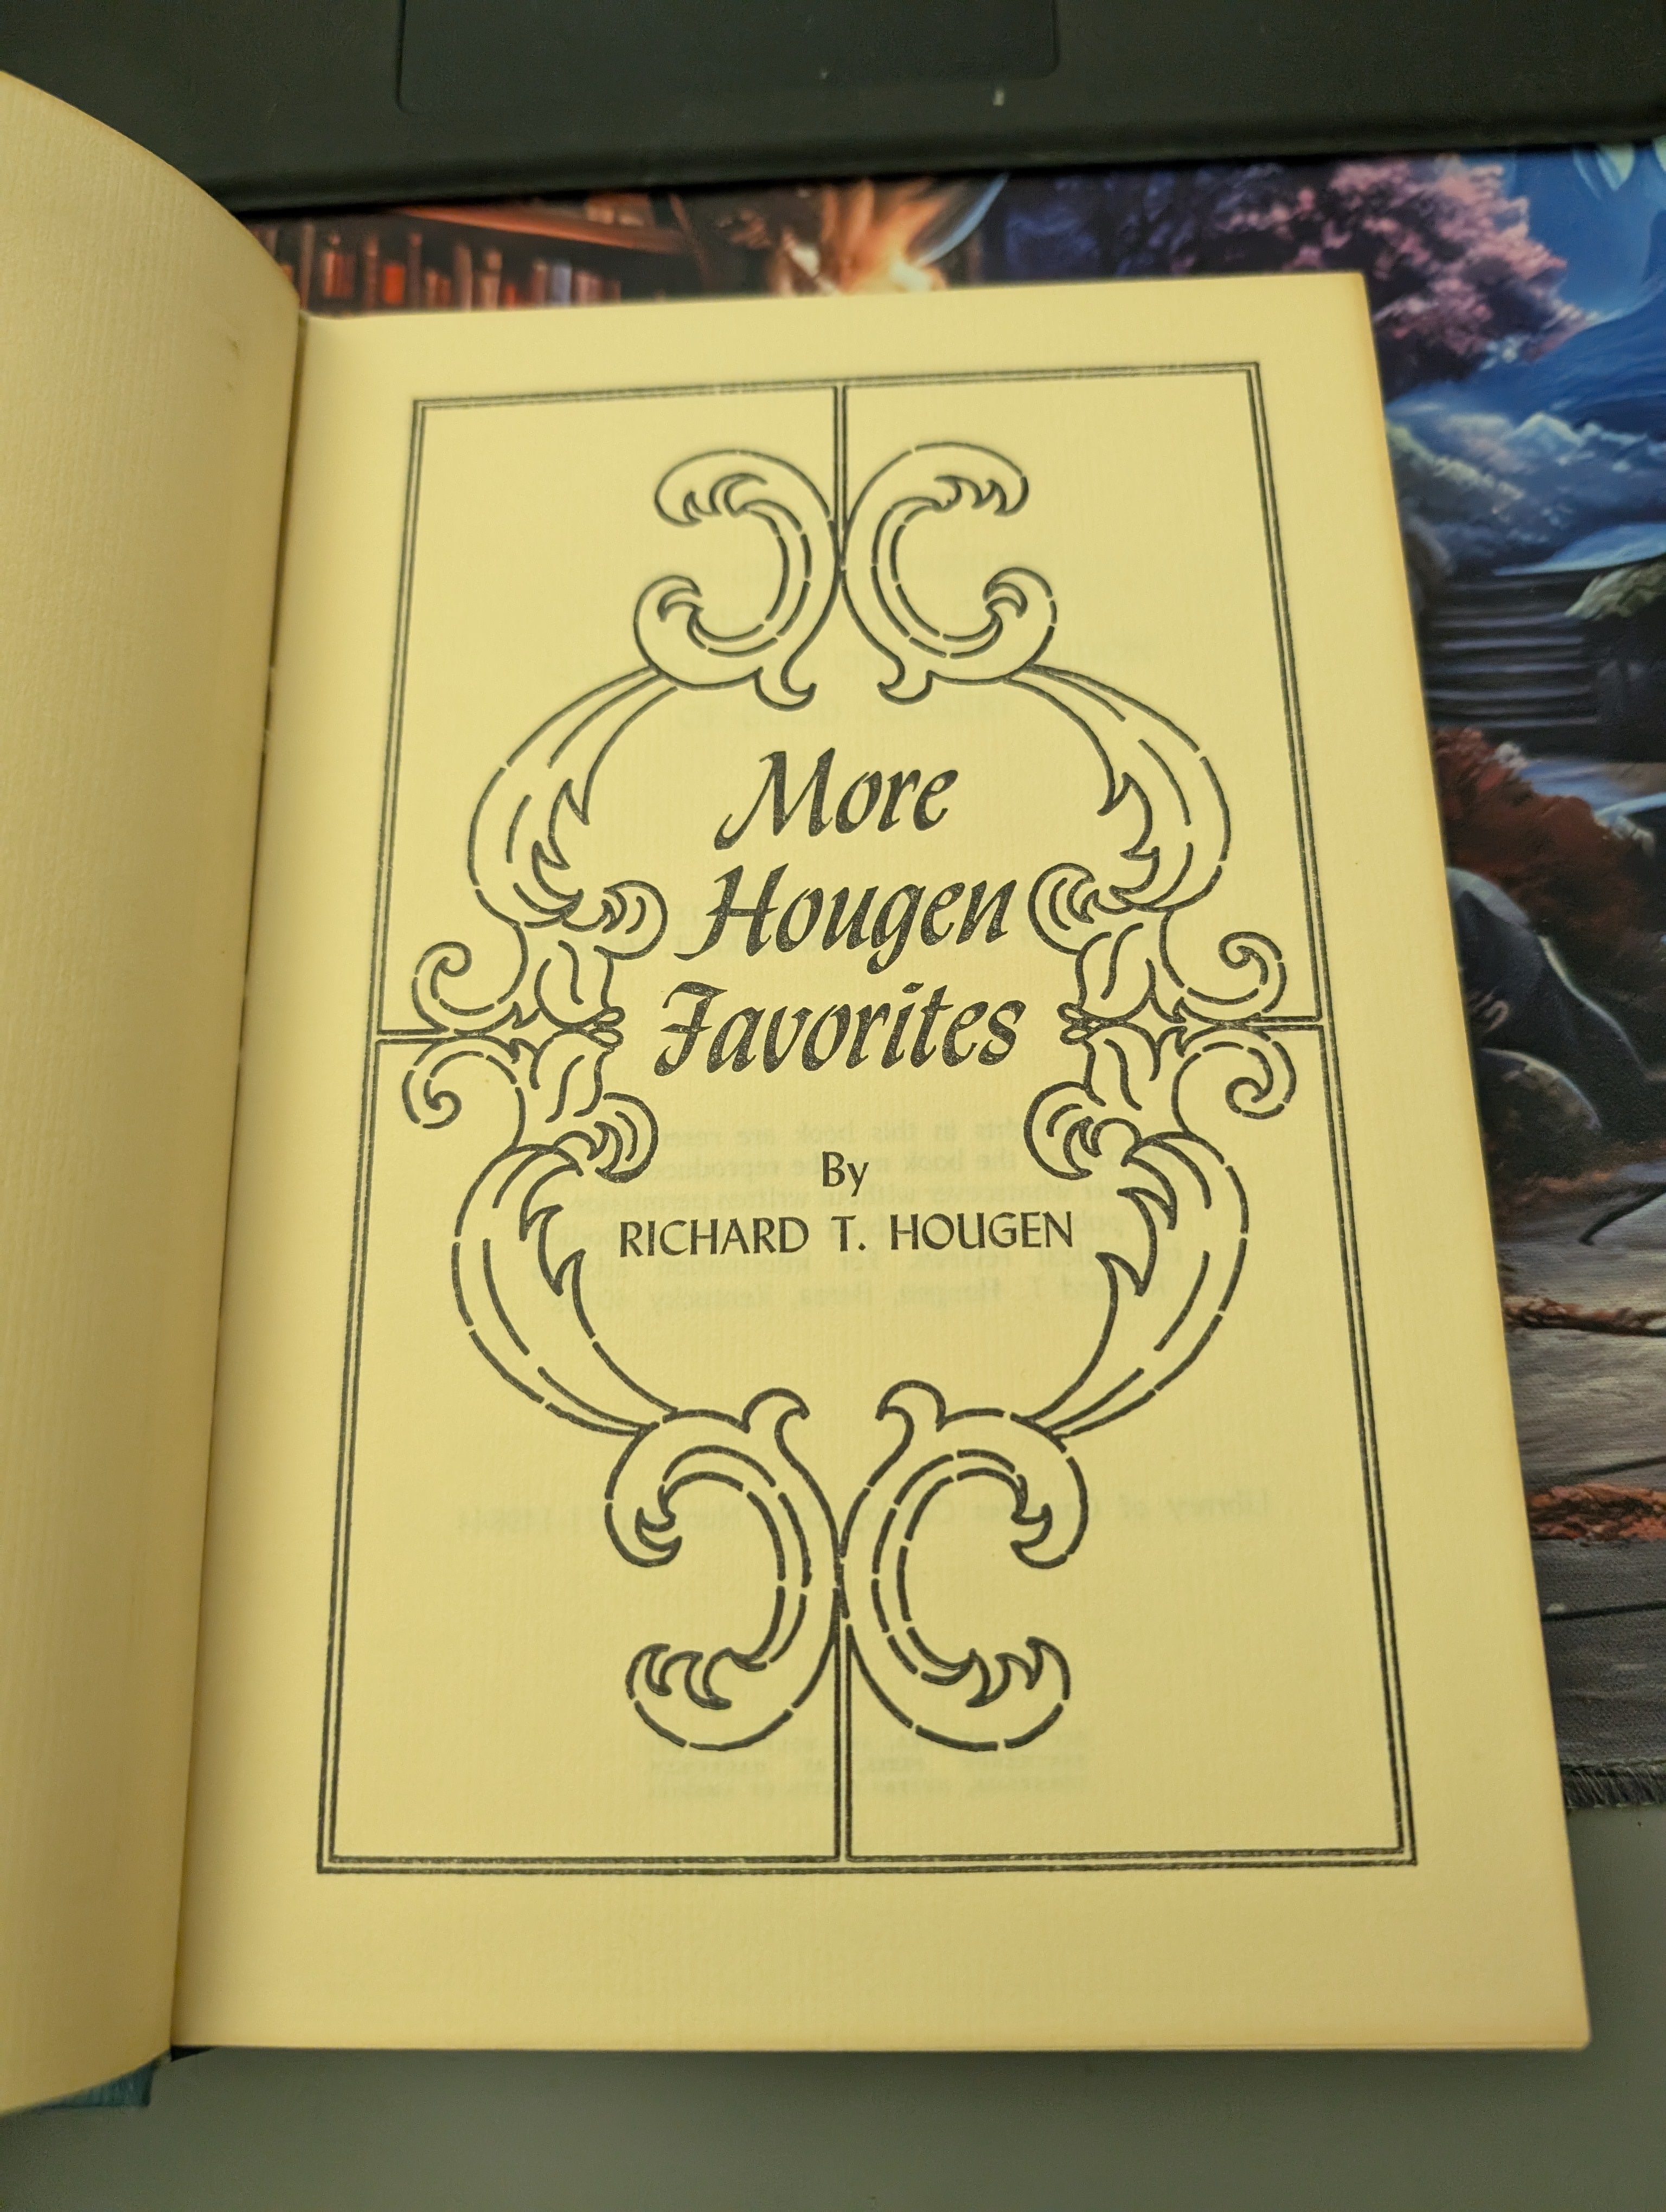 More
Hougen
Favorites
By
RICHARD T. HOUGEN